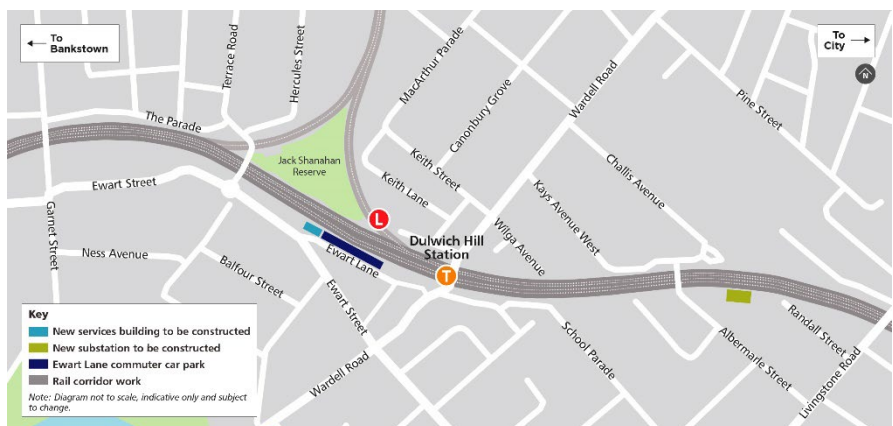 To
Bankstown
To
City
N
Terrace Road
Hercules Street
MacArthur Parade
Canonbury Grove
Wardell Road
Pine Street
The Parade
Jack Shanahan
Reserve
Keith Street
Keith Lane
Challis Avenue
Ewart Street
Garnet Street
L
Kays Avenue West
Wilga Avenue
Dulwich Hill
Station
T
Ness Avenue
Balfour Street
Ewart Lane
Ewart Street
Wardell Road
School Parade
Albermarle Street
Randall Street
Livingstone Road
Key
New services building to be constructed
New substation to be constructed
Ewart Lane commuter car park
Rail corridor work
Note: Diagram not to scale, indicative only and subject
to change.